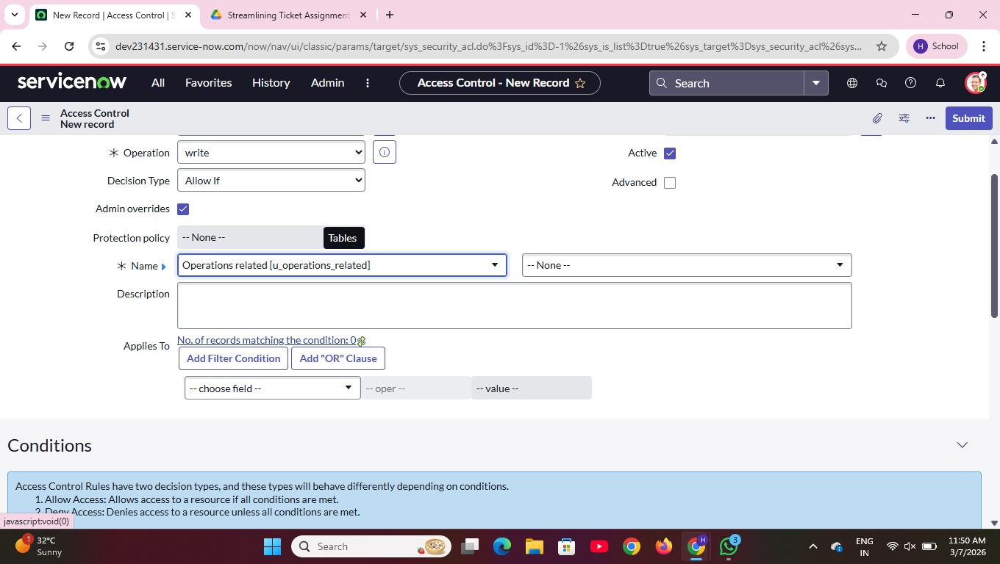 New Record | Access Control | S
Streamlining Ticket Assignment
dev231431.service-now.com/now/nav/ui/classic/params/target/sys_security_acl.do%3Fsys_id%3D-1%26sys_is_list%3Dtrue%26sys_target%3Dsys_security_acl%26sys...
H School
servicenow All Favorites History Admin Access Control - New Record Search
Access Control
New record
Submit
Operation write Active
Decision Type Allow If Advanced
Admin overrides
Protection policy -- None -- Tables
Name Operations related [u_operations_related] -- None --
Description
Applies To No. of records matching the condition: 0
Add Filter Condition Add "OR" Clause
-- choose field -- -- oper -- -- value --
Conditions
Access Control Rules have two decision types, and these types will behave differently depending on conditions.
1. Allow Access: Allows access to a resource if all conditions are met.
2. Deny Access: Denies access to a resource unless all conditions are met.
javascript:void(0)
1 32°C
Sunny
Search
H
3
ENG
IN
11:50 AM
3/7/2026